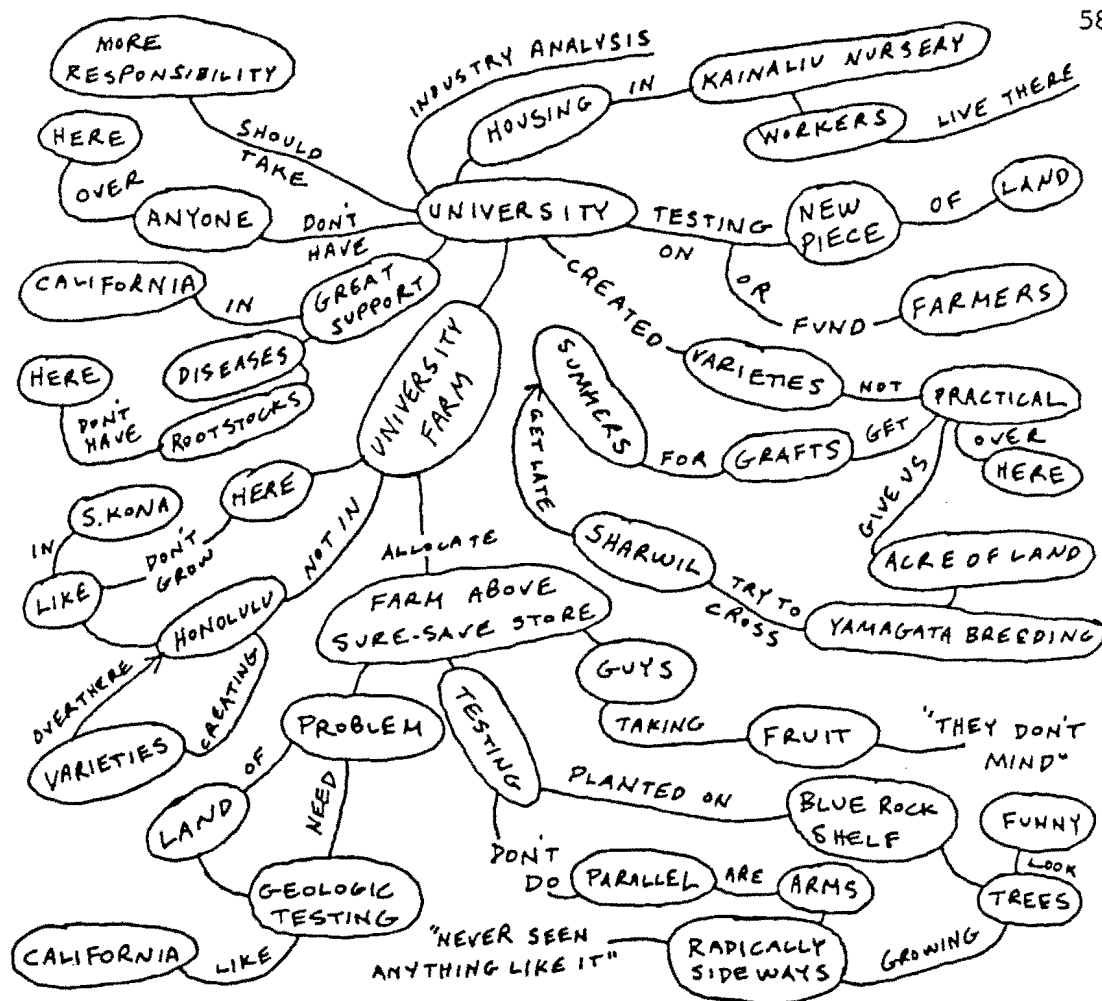 58
MORE
RESPONSIBILITY
SHOULD
TAKE
INDUSTRY ANALYSIS
HOUSING
IN
KAINALIU NURSERY
WORKERS
LIVE THERE
HERE
OVER
ANYONE
DON'T
HAVE
UNIVERSITY
TESTING
ON
NEW
PIECE
OF
LAND
OR
FUND
FARMERS
CALIFORNIA
IN
GREAT
SUPPORT
DISEASES
ROOTSTOCKS
DON'T
HAVE
HERE
CREATED
VARIETIES
NOT
PRACTICAL
OVER
HERE
GET
GRAFTS
FOR
SUMMERS
GET LATE
GIVE US
ACRE OF LAND
YAMAGATA BREEDING
TRY TO
CROSS
SHARWIL
UNIVERSITY
FARM
HERE
DON'T
GROW
LIKE
IN
S. KONA
NOT IN
HONOLULU
OVERTHERE
CREATING
VARIETIES
ALLOCATE
FARM ABOVE
SURE-SAVE STORE
GUYS
TAKING
FRUIT
"THEY DON'T
MIND"
PROBLEM
OF
LAND
NEED
GEOLOGIC
TESTING
LIKE
CALIFORNIA
TESTING
PLANTED ON
BLUE ROCK
SHELF
FUNNY
LOOK
TREES
GROWING
DON'T
DO
PARALLEL
ARE
ARMS
RADICALLY
SIDEWAYS
"NEVER SEEN
ANYTHING LIKE IT"